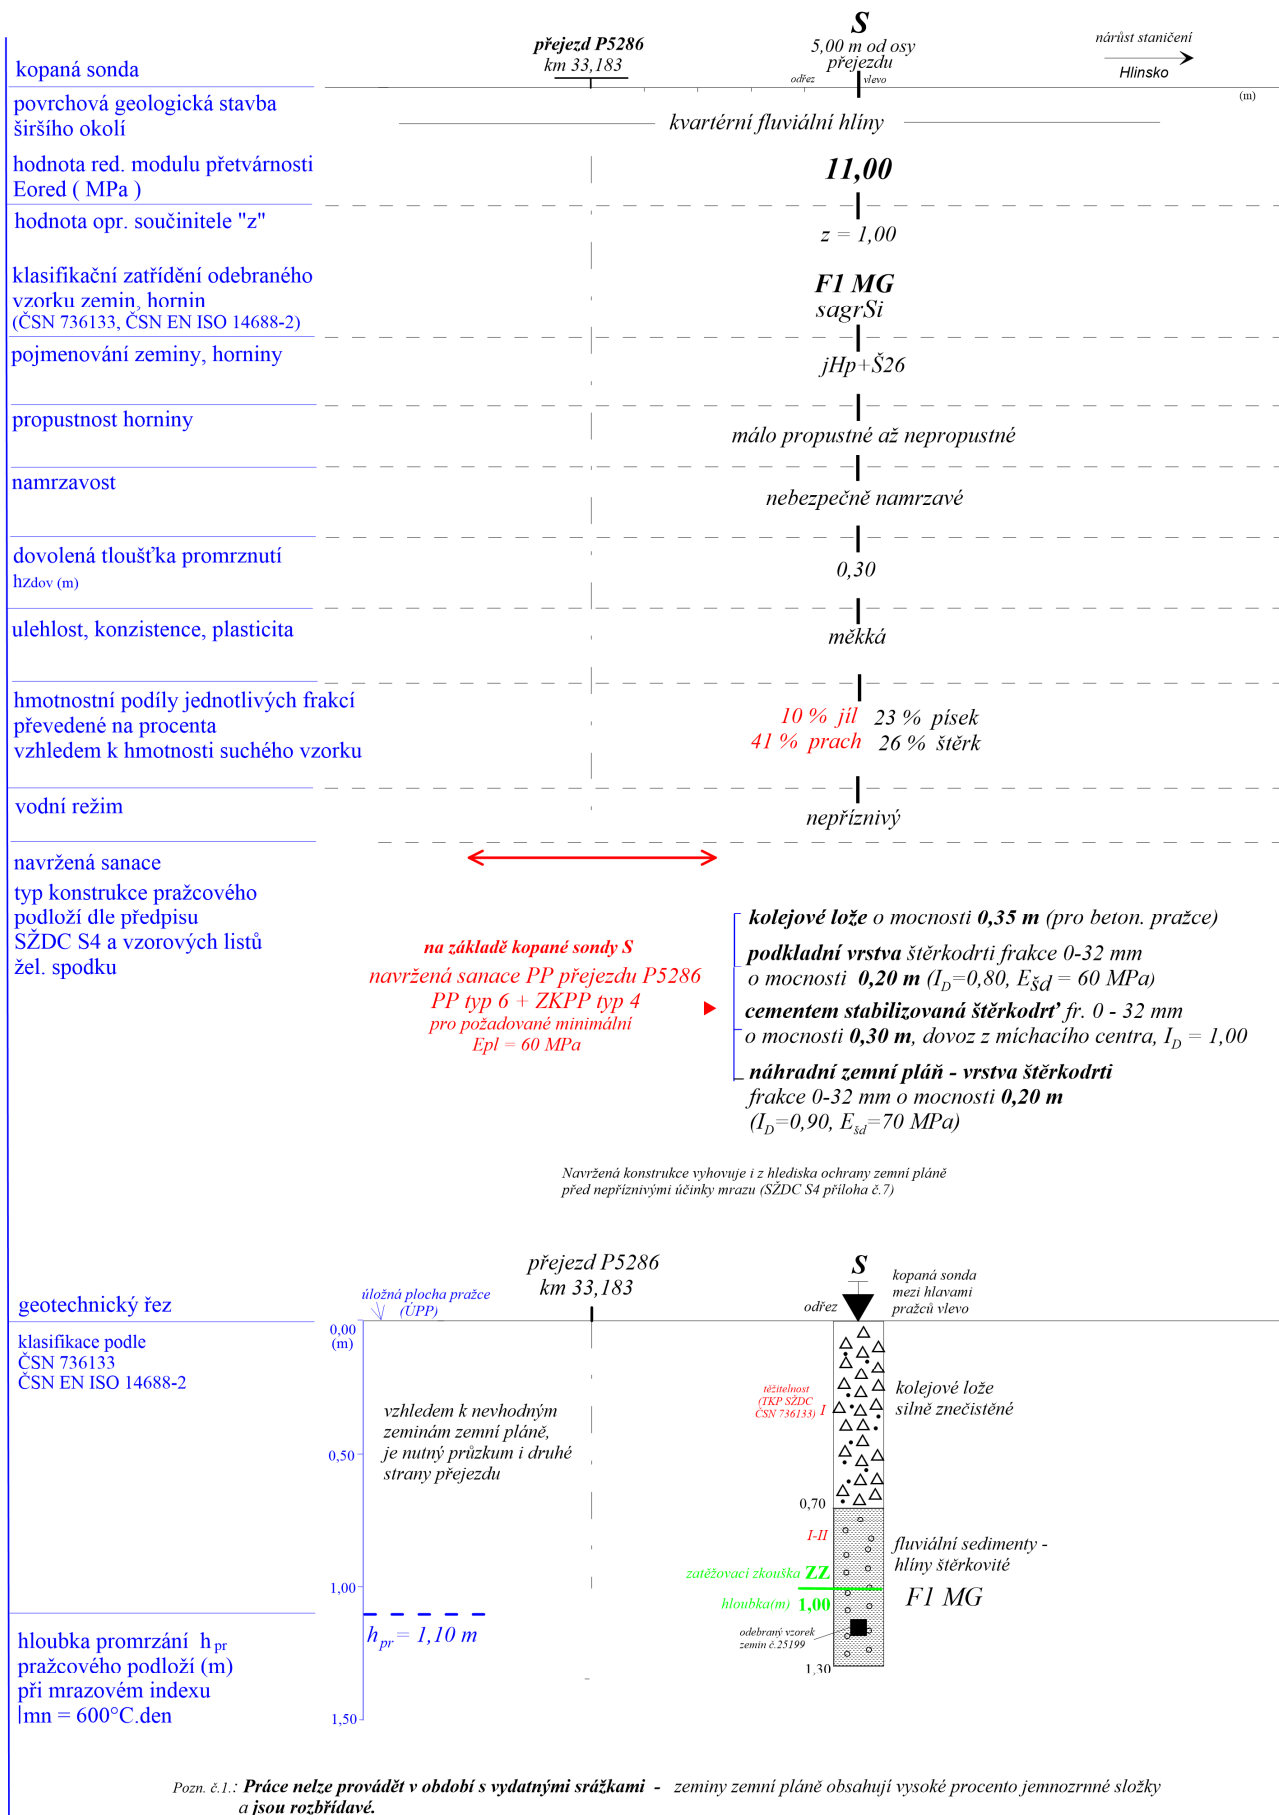 S
přejezd P5286
km 33,183
5,00 m od osy
přejezdu
odřez
vlevo
nárůst staničení
Hlinsko
kopaná sonda
(m)
povrchová geologická stavba
širšího okolí
kvartérní fluviální hlíny
hodnota red. modulu přetvárnosti
Eored ( MPa )
11,00
hodnota opr. součinitele "z"
z = 1,00
klasifikační zatřídění odebraného
vzorku zemin, hornin
(ČSN 736133, ČSN EN ISO 14688-2)
F1 MG
sagrSi
pojmenování zeminy, horniny
jHp+Š26
propustnost horniny
málo propustné až nepropustné
namrzavost
nebezpečně namrzavé
dovolená tloušťka promrznutí
hzdov (m)
0,30
ulehlost, konzistence, plasticita
měkká
hmotnostní podíly jednotlivých frakcí
převedené na procenta
vzhledem k hmotnosti suchého vzorku
10 % jíl 23 % písek
41 % prach 26 % štěrk
vodní režim
nepříznivý
navržená sanace
typ konstrukce pražcového
podloží dle předpisu
SŽDC S4 a vzorových listů
žel. spodku
na základě kopané sondy S
navržená sanace PP přejezdu P5286
PP typ 6 + ZKPP typ 4
pro požadované minimální
Epl = 60 MPa
kolejové lože o mocnosti 0,35 m (pro beton. pražce)
podkladní vrstva štěrkodrti frakce 0-32 mm
o mocnosti 0,20 m (I_D=0,80, Ešd = 60 MPa)
cementem stabilizovaná štěrkodrť fr. 0 - 32 mm
o mocnosti 0,30 m, dovoz z míchacího centra, I_D = 1,00
náhradní zemní pláň - vrstva štěrkodrti
frakce 0-32 mm o mocnosti 0,20 m
(I_D=0,90, E_šd=70 MPa)
Navržená konstrukce vyhovuje i z hlediska ochrany zemní pláně
před nepříznivými účinky mrazu (SŽDC S4 příloha č.7)
geotechnický řez
úložná plocha pražce
(ÚPP)
přejezd P5286
km 33,183
S
odřez
kopaná sonda
mezi hlavami
pražců vlevo
klasifikace podle
ČSN 736133
ČSN EN ISO 14688-2
0,00
(m)
vzhledem k nevhodným
zeminám zemní pláně,
je nutný průzkum i druhé
strany přejezdu
těžitelnost
(TKP SŽDC
ČSN 736133) I
kolejové lože
silně znečistěné
0,50
0,70
I-II
fluviální sedimenty -
hlíny štěrkovité
F1 MG
zatěžovací zkouška ZZ
hloubka(m) 1,00
1,00
h_pr = 1,10 m
odebraný vzorek
zemin č.25199
1,30
1,50
hloubka promrzání h_pr
pražcového podloží (m)
při mrazovém indexu
Imn = 600°C.den
Pozn. č.1.: Práce nelze provádět v období s vydatnými srážkami - zeminy zemní pláně obsahují vysoké procento jemnozrnné složky
a jsou rozbřídavé.